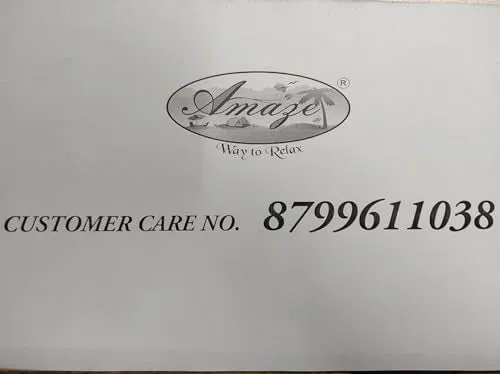 Amaze ®
Way to Relax
CUSTOMER CARE NO. 8799611038